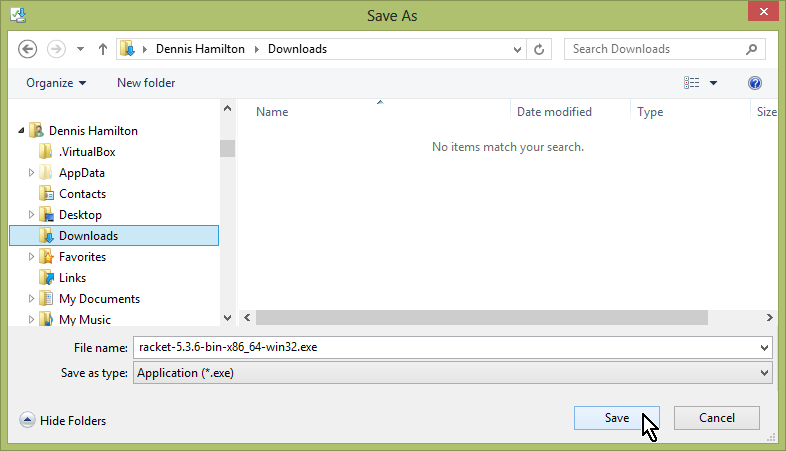 Save As
Dennis Hamilton Downloads
Search Downloads
Organize New folder
Name Date modified Type Size
No items match your search.
Dennis Hamilton
.VirtualBox
AppData
Contacts
Desktop
Downloads
Favorites
Links
My Documents
My Music
File name: racket-5.3.6-bin-x86_64-win32.exe
Save as type: Application (*.exe)
Hide Folders Save Cancel